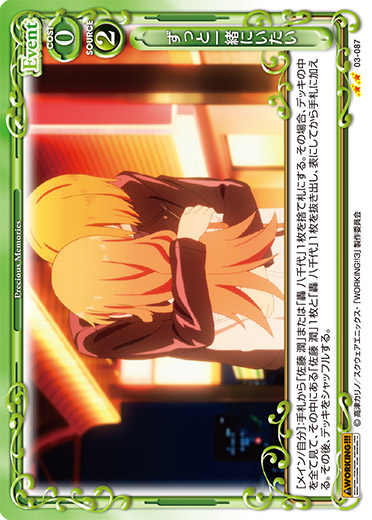 Event
COST
0
SOURCE
2
ずっと一緒にいたい
03-087
Precious Memories
[メイン/自分]:手札から「佐藤 潤」または「轟 八千代」1枚を捨て札にする。その場合、デッキの中
を全て見て、その中にある「佐藤 潤」1枚と「轟 八千代」1枚を抜き出し、表にしてから手札に加え
る。その後、デッキをシャッフルする。
WORKING!!!
© 高津カリノ/スクウェアエニックス・「WORKING!!3」製作委員会